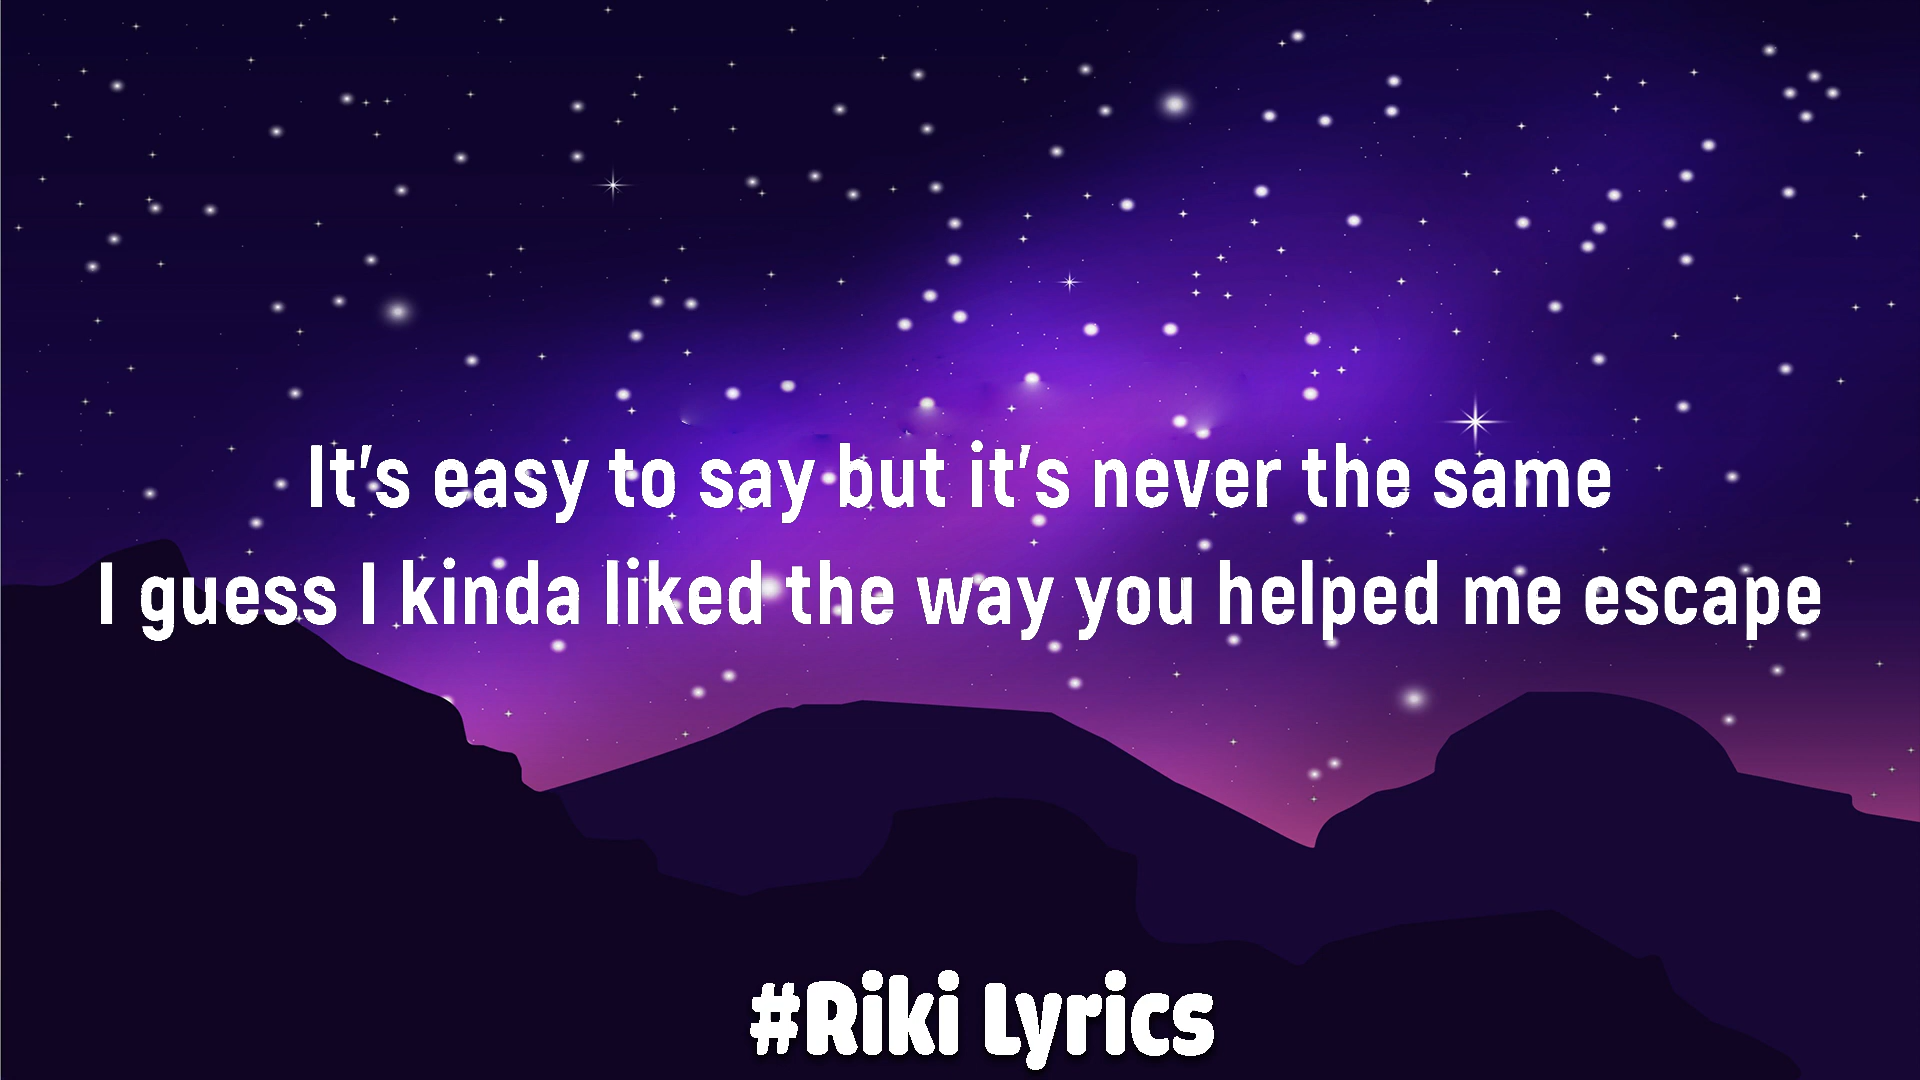 It's easy to say but it's never the same
I guess I kinda liked the way you helped me escape
#Riki Lyrics